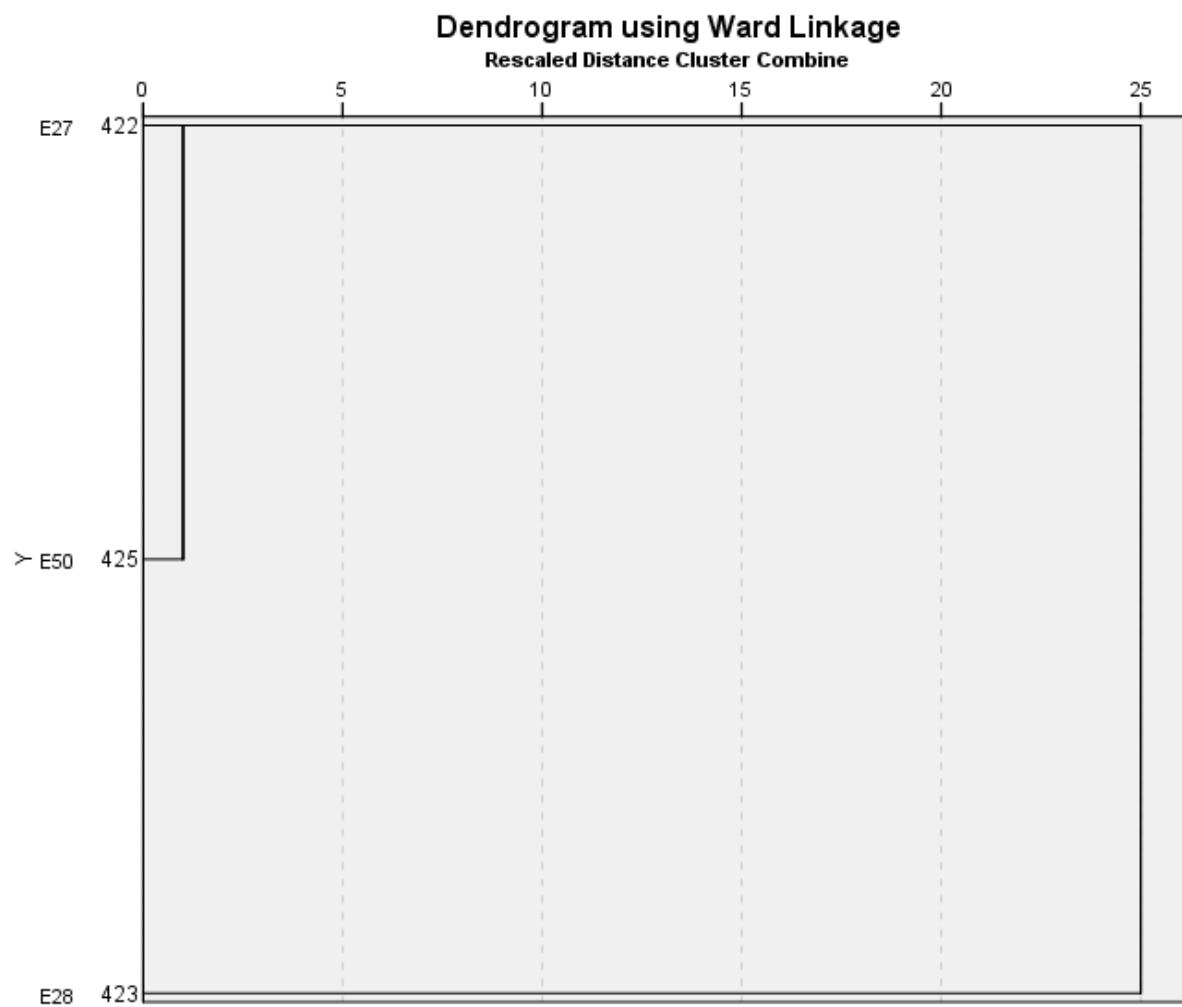 Dendrogram using Ward Linkage
Rescaled Distance Cluster Combine
0 5 10 15 20 25
E27 422
Y E50 425
E28 423